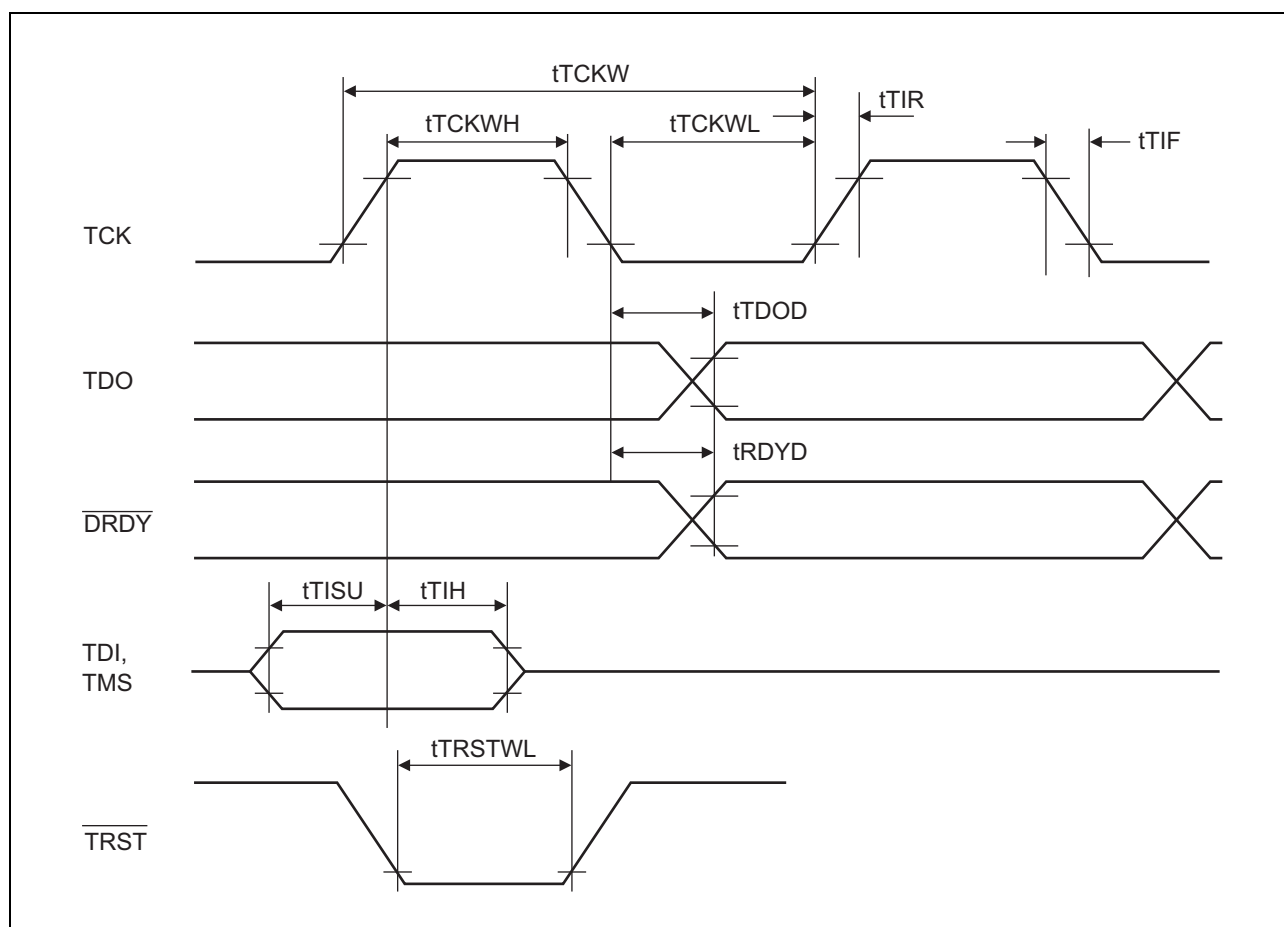 tTCKW
tTIR
tTCKWH
tTCKWL
tTIF
TCK
tTDOD
TDO
tRDYD
DRDY
tTISU
tTIH
TDI,
TMS
tTRSTWL
TRST